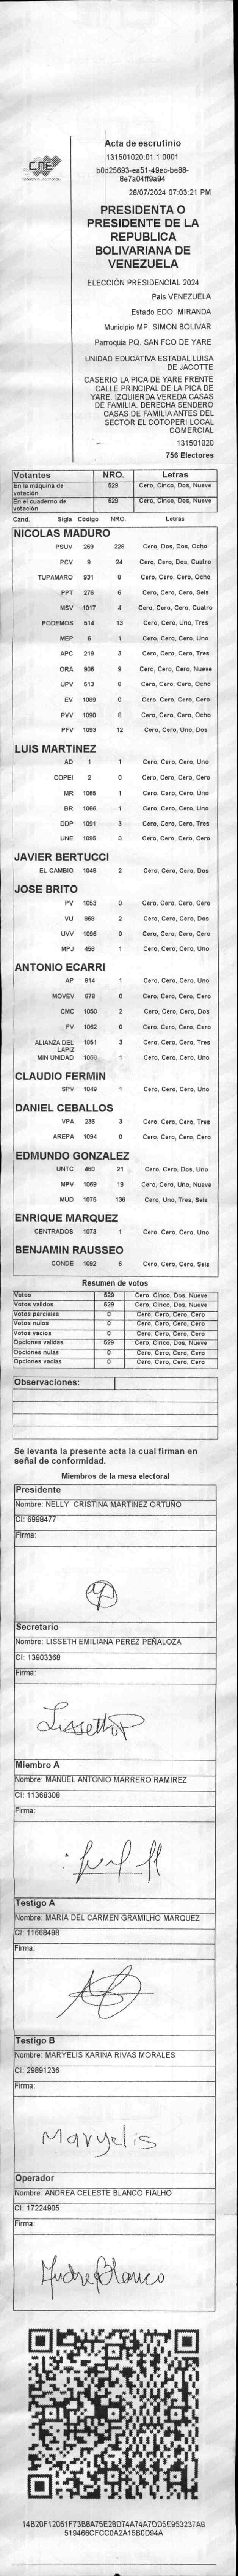 Acta de escrutinio
CNE
131501020.01.1.0001
b0d25693-ea51-49ec-be88-
8e7a04ff9a94
28/07/2024 07:03:21 PM
PRESIDENTA O
PRESIDENTE DE LA
REPUBLICA
BOLIVARIANA DE
VENEZUELA
ELECCIÓN PRESIDENCIAL 2024
País VENEZUELA
Estado EDO. MIRANDA
Municipio MP. SIMON BOLIVAR
Parroquia PQ. SAN FCO DE YARE
UNIDAD EDUCATIVA ESTADAL LUISA
DE JACOTTE
CASERIO LA PICA DE YARE FRENTE
CALLE PRINCIPAL DE LA PICA DE
YARE. IZQUIERDA VEREDA CASAS
DE FAMILIA. DERECHA SENDERO
CASAS DE FAMILIA ANTES DEL
SECTOR EL COTOPERI LOCAL
COMERCIAL
131501020
756 Electores
Votantes NRO. Letras
En la máquina de votación 529 Cero, Cinco, Dos, Nueve
En el cuaderno de votación 529 Cero, Cinco, Dos, Nueve
Cand. Sigla Código NRO. Letras
NICOLAS MADURO
PSUV 269 228 Cero, Dos, Dos, Ocho
PCV 9 24 Cero, Cero, Dos, Cuatro
TUPAMARO 931 8 Cero, Cero, Cero, Ocho
PPT 276 6 Cero, Cero, Cero, Seis
MSV 1017 4 Cero, Cero, Cero, Cuatro
PODEMOS 514 13 Cero, Cero, Uno, Tres
MEP 6 1 Cero, Cero, Cero, Uno
APC 219 3 Cero, Cero, Cero, Tres
ORA 906 9 Cero, Cero, Cero, Nueve
UPV 513 8 Cero, Cero, Cero, Ocho
EV 1089 0 Cero, Cero, Cero, Cero
PVV 1090 8 Cero, Cero, Cero, Ocho
PFV 1093 12 Cero, Cero, Uno, Dos
LUIS MARTINEZ
AD 1 1 Cero, Cero, Cero, Uno
COPEI 2 0 Cero, Cero, Cero, Cero
MR 1065 1 Cero, Cero, Cero, Uno
BR 1066 1 Cero, Cero, Cero, Uno
DDP 1091 3 Cero, Cero, Cero, Tres
UNE 1095 0 Cero, Cero, Cero, Cero
JAVIER BERTUCCI
EL CAMBIO 1048 2 Cero, Cero, Cero, Dos
JOSE BRITO
PV 1053 0 Cero, Cero, Cero, Cero
VU 868 2 Cero, Cero, Cero, Dos
UVV 1096 0 Cero, Cero, Cero, Cero
MPJ 458 1 Cero, Cero, Cero, Uno
ANTONIO ECARRI
AP 814 1 Cero, Cero, Cero, Uno
MOVEV 978 0 Cero, Cero, Cero, Cero
CMC 1050 2 Cero, Cero, Cero, Dos
FV 1062 0 Cero, Cero, Cero, Cero
ALIANZA DEL LAPIZ 1051 3 Cero, Cero, Cero, Tres
MIN UNIDAD 1068 1 Cero, Cero, Cero, Uno
CLAUDIO FERMIN
SPV 1049 1 Cero, Cero, Cero, Uno
DANIEL CEBALLOS
VPA 236 3 Cero, Cero, Cero, Tres
AREPA 1094 0 Cero, Cero, Cero, Cero
EDMUNDO GONZALEZ
UNTC 460 21 Cero, Cero, Dos, Uno
MPV 1069 19 Cero, Cero, Uno, Nueve
MUD 1075 136 Cero, Uno, Tres, Seis
ENRIQUE MARQUEZ
CENTRADOS 1073 1 Cero, Cero, Cero, Uno
BENJAMIN RAUSSEO
CONDE 1092 6 Cero, Cero, Cero, Seis
Resumen de votos
Votos 529 Cero, Cinco, Dos, Nueve
Votos validos 529 Cero, Cinco, Dos, Nueve
Votos parciales 0 Cero, Cero, Cero, Cero
Votos nulos 0 Cero, Cero, Cero, Cero
Votos vacios 0 Cero, Cero, Cero, Cero
Opciones validas 529 Cero, Cinco, Dos, Nueve
Opciones nulas 0 Cero, Cero, Cero, Cero
Opciones vacias 0 Cero, Cero, Cero, Cero
Observaciones:
Se levanta la presente acta la cual firman en
señal de conformidad.
Miembros de la mesa electoral
Presidente
Nombre: NELLY CRISTINA MARTINEZ ORTUÑO
CI: 6998477
Firma:
Secretario
Nombre: LISSETH EMILIANA PEREZ PEÑALOZA
CI: 13903368
Firma:
Miembro A
Nombre: MANUEL ANTONIO MARRERO RAMIREZ
CI: 11368308
Firma:
Testigo A
Nombre: MARIA DEL CARMEN GRAMILHO MARQUEZ
CI: 11668498
Firma:
Testigo B
Nombre: MARYELIS KARINA RIVAS MORALES
CI: 29891236
Firma:
Maryelis
Operador
Nombre: ANDREA CELESTE BLANCO FIALHO
CI: 17224905
Firma:
Andre Blanco
14B20F12061F73B8A75E28D74A74A7DD5E953237A8
519466CFCC0A2A15B0D94A